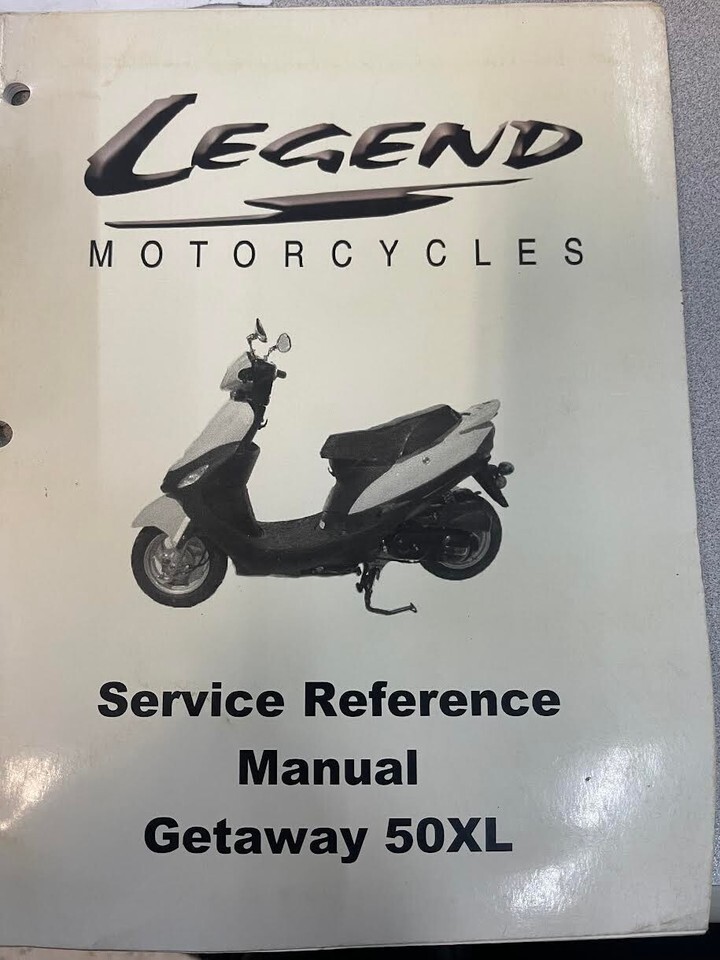 LEGEND
MOTORCYCLES
Service Reference
Manual
Getaway 50XL